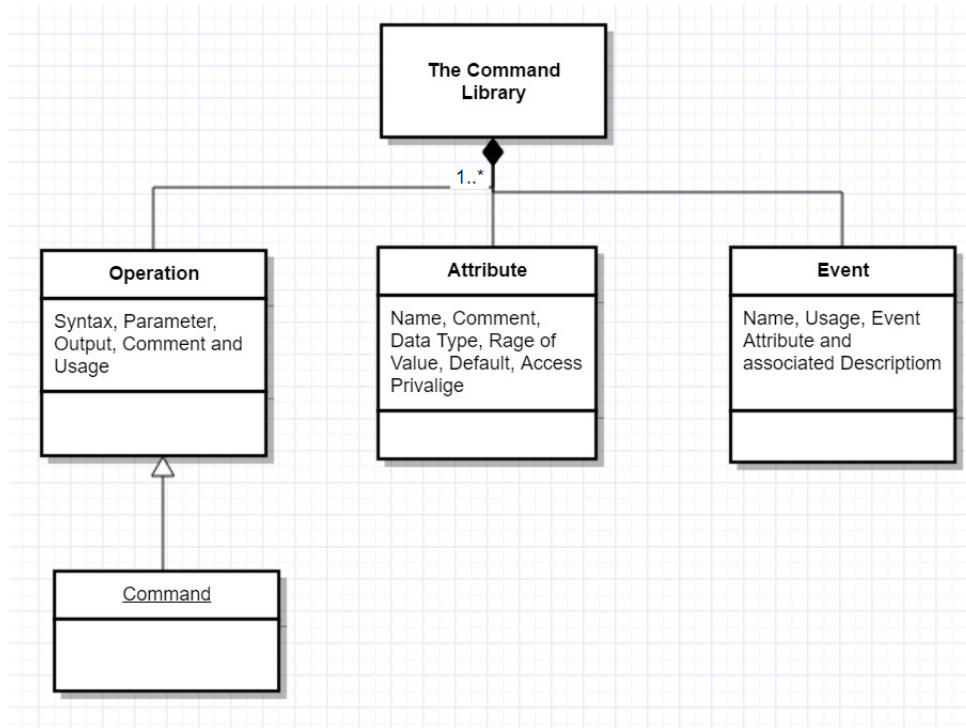 The Command
Library
1..*
Operation
Syntax, Parameter,
Output, Comment and
Usage
Attribute
Name, Comment,
Data Type, Rage of
Value, Default, Access
Privalige
Event
Name, Usage, Event
Attribute and
associated Descriptiom
Command